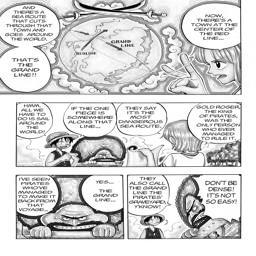 NOW,
THERE'S
A TOWN
AT THE
CENTER OF
THE RED
LINE...
GRAND
LINE
REDLINE
AND
THERE'S A
SEA ROUTE
THAT CUTS
THROUGH THAT
TOWN AND
GOES AROUND
THE WORLD.
THAT'S
THE GRAND
LINE!!
GOLD ROGER,
THE KING
OF PIRATES,
WAS THE
ONLY PERSON
WHO EVER
MANAGED
TO RULE IT.
THEY SAY
IT'S THE
MOST
DANGEROUS
SEA ROUTE.
IF THE ONE
PIECE IS
SOMEWHERE
ALONG THAT
LINE...
HMM,
ALL WE
HAVE TO
DO IS SAIL
AROUND
THE
WORLD!
DON'T BE
DENSE!
IT'S NOT
SO EASY!
THEY
ALSO CALL
THE GRAND
LINE THE
PIRATES'
GRAVEYARD,
Y'KNOW!
YES...
THE
GRAND
LINE.
I'VE SEEN
PIRATES
WHO'VE
MANAGED
TO MAKE IT
BACK FROM
THAT
VOYAGE.